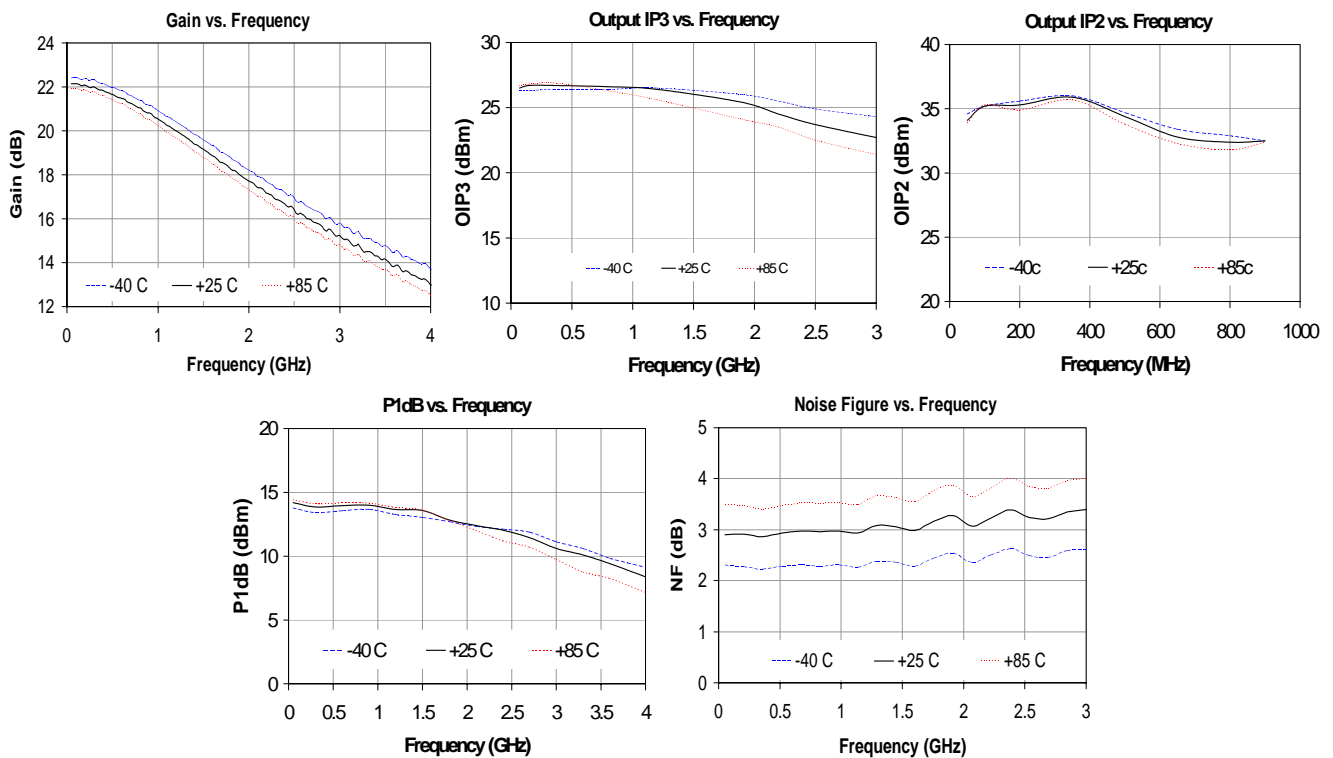 Gain vs. Frequency
24
22
20
18
16
14
12
Gain (dB)
-40 C
+25 C
+85 C
0
1
2
3
4
Frequency (GHz)
Output IP3 vs. Frequency
30
25
20
15
10
OIP3 (dBm)
-40 C
+25 C
+85 C
0
0.5
1
1.5
2
2.5
3
Frequency (GHz)
Output IP2 vs. Frequency
40
35
30
25
20
OIP2 (dBm)
-40c
+25c
+85c
0
200
400
600
800
1000
Frequency (MHz)
P1dB vs. Frequency
20
15
10
5
0
P1dB (dBm)
-40 C
+25 C
+85 C
0
0.5
1
1.5
2
2.5
3
3.5
4
Frequency (GHz)
Noise Figure vs. Frequency
5
4
3
2
1
0
NF (dB)
-40 C
+25 C
+85 C
0
0.5
1
1.5
2
2.5
3
Frequency (GHz)